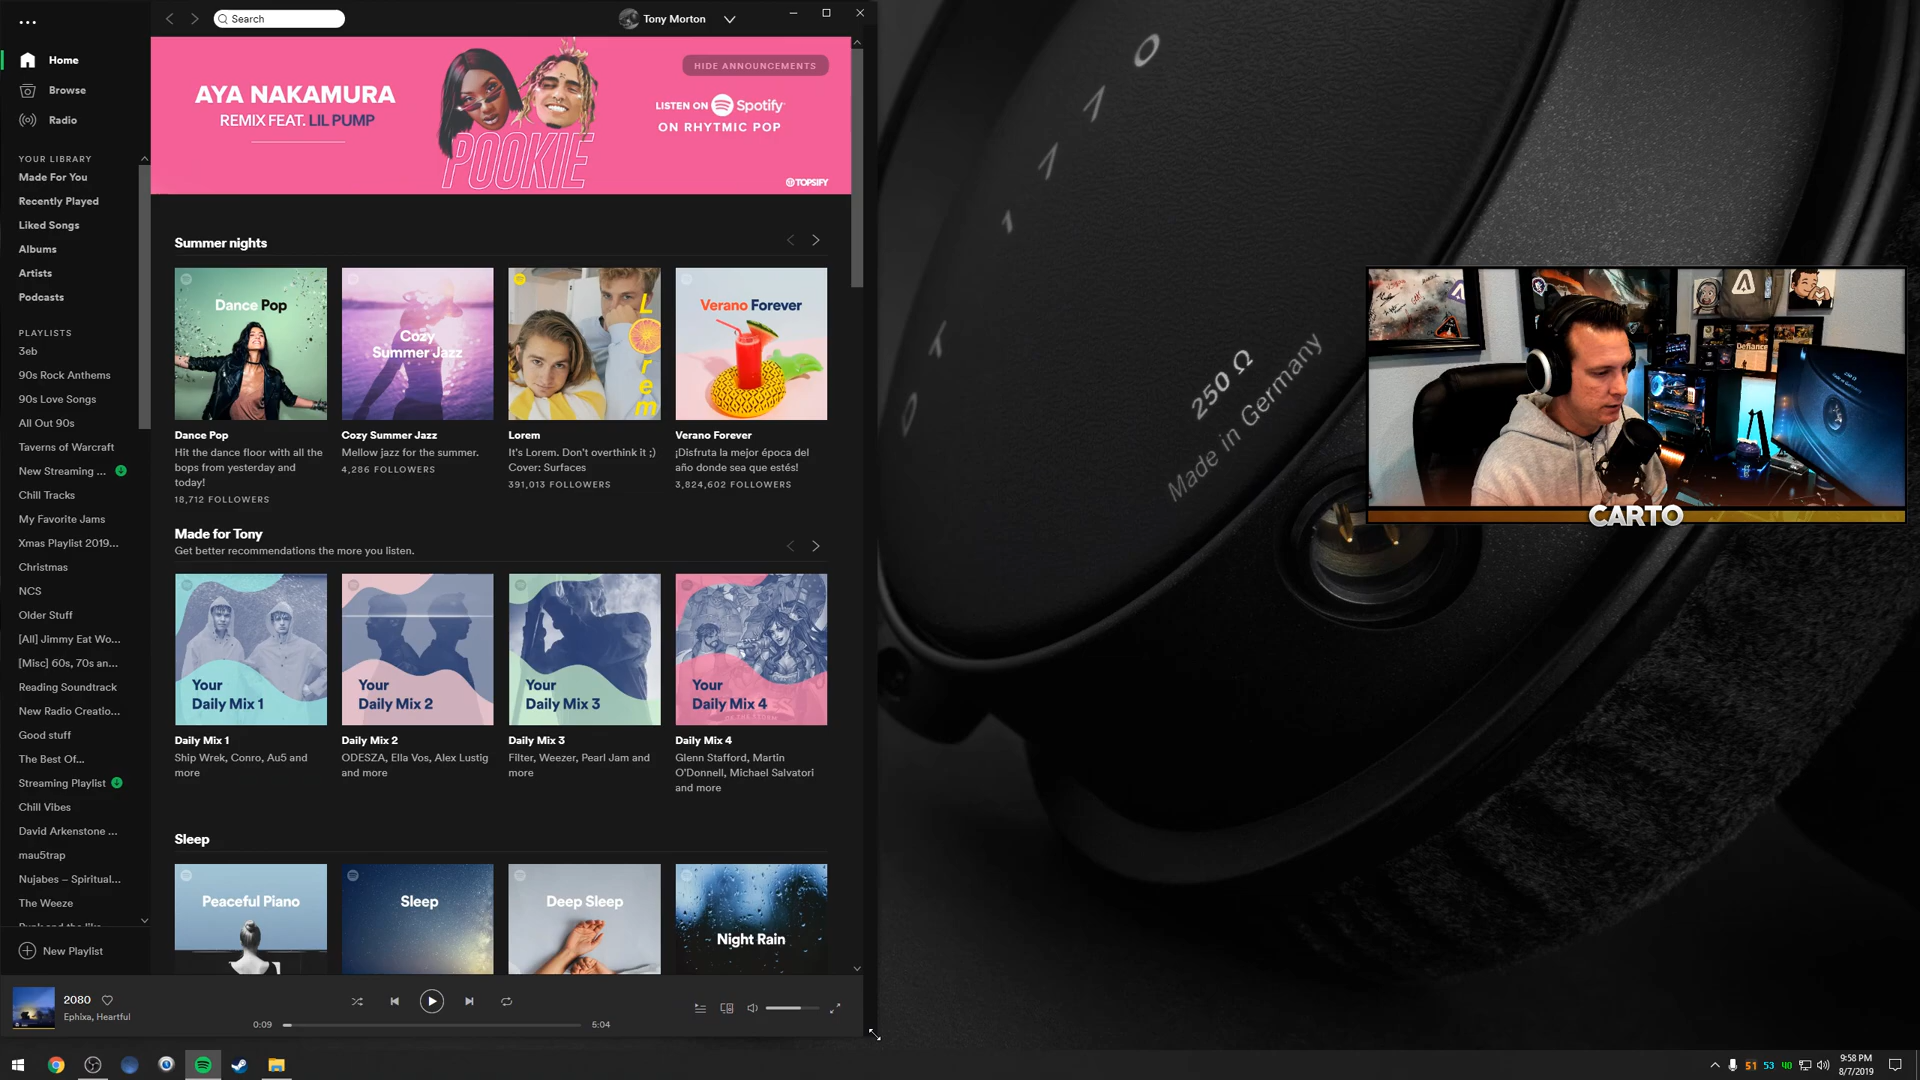 Search
Tony Morton
Home
Browse
Radio
YOUR LIBRARY
Made For You
Recently Played
Liked Songs
Albums
Artists
Podcasts
PLAYLISTS
3eb
90s Rock Anthems
90s Love Songs
All Out 90s
Taverns of Warcraft
New Streaming ...
Chill Tracks
My Favorite Jams
Xmas Playlist 2019...
Christmas
NCS
Older Stuff
[All] Jimmy Eat Wo...
[Misc] 60s, 70s an...
Reading Soundtrack
New Radio Creatio...
Good stuff
The Best Of...
Streaming Playlist
Chill Vibes
David Arkenstone ...
mau5trap
Nujabes – Spiritual...
The Weeze
New Playlist
AYA NAKAMURA
REMIX FEAT. LIL PUMP
POOKIE
HIDE ANNOUNCEMENTS
LISTEN ON Spotify
ON RHYTMIC POP
TOPSIFY
Summer nights
Dance Pop
Cozy
Summer Jazz
Lorem
Verano Forever
Dance Pop
Hit the dance floor with all the
bops from yesterday and
today!
18,712 FOLLOWERS
Cozy Summer Jazz
Mellow jazz for the summer.
4,286 FOLLOWERS
Lorem
It's Lorem. Don't overthink it ;)
Cover: Surfaces
391,013 FOLLOWERS
Verano Forever
¡Disfruta la mejor época del
año donde sea que estés!
3,824,602 FOLLOWERS
Made for Tony
Get better recommendations the more you listen.
Your
Daily Mix 1
Your
Daily Mix 2
Your
Daily Mix 3
Your
Daily Mix 4
Daily Mix 1
Ship Wrek, Conro, Au5 and
more
Daily Mix 2
ODESZA, Ella Vos, Alex Lustig
and more
Daily Mix 3
Filter, Weezer, Pearl Jam and
more
Daily Mix 4
Glenn Stafford, Martin
O'Donnell, Michael Salvatori
and more
Sleep
Peaceful Piano
Sleep
Deep Sleep
Night Rain
2080
Ephixa, Heartful
0:09
5:04
250 Ω
Made in Germany
Defiance
CARTO
51 53 40
9:58 PM
8/7/2019